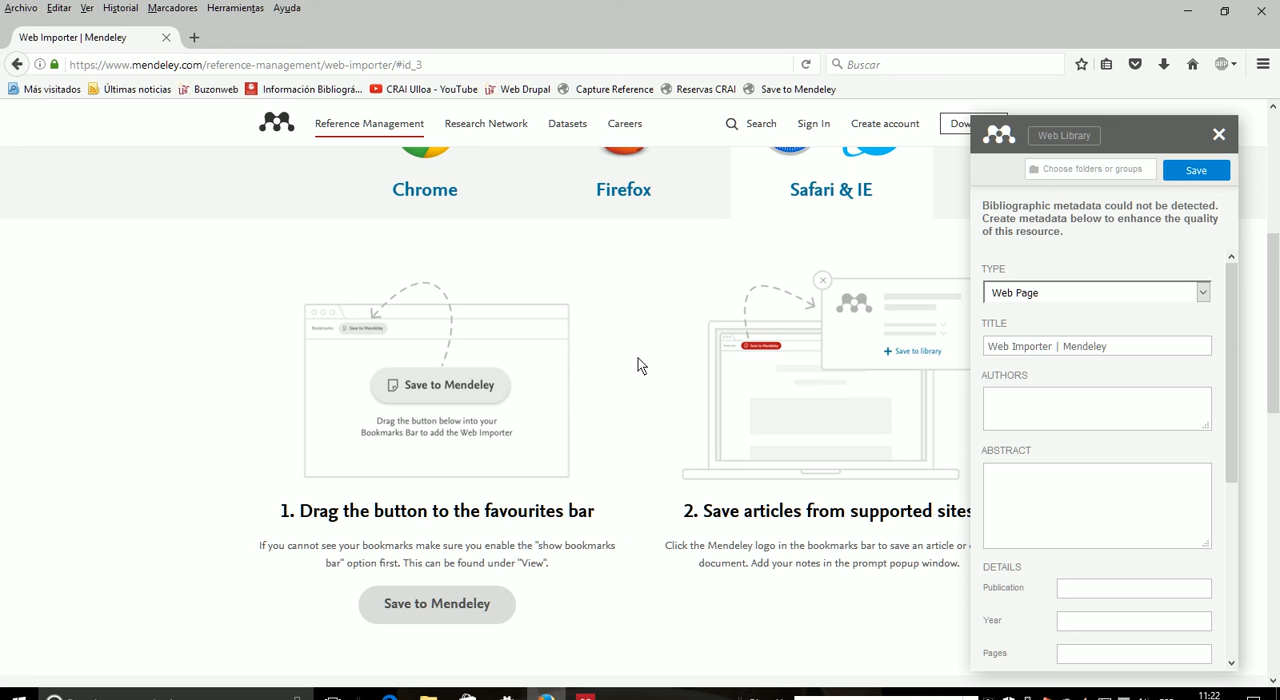 Archivo Editar Ver Historial Marcadores Herramientas Ayuda
Web Importer | Mendeley
https://www.mendeley.com/reference-management/web-importer/#id_3
Buscar
Más visitados Últimas noticias Buzonweb Información Bibliográ... CRAI Ulloa - YouTube Web Drupal Capture Reference Reservas CRAI Save to Mendeley
Reference Management Research Network Datasets Careers Search Sign In Create account Dow
Chrome Firefox Safari & IE
Bookmarks: Save to Mendeley
Save to Mendeley
Drag the button below into your
Bookmarks Bar to add the Web Importer
Save to Mendeley
+ Save to library
1. Drag the button to the favourites bar
If you cannot see your bookmarks make sure you enable the "show bookmarks
bar" option first. This can be found under "View".
Save to Mendeley
2. Save articles from supported sites
Click the Mendeley logo in the bookmarks bar to save an article or
document. Add your notes in the prompt popup window.
Web Library
Choose folders or groups
Save
Bibliographic metadata could not be detected.
Create metadata below to enhance the quality
of this resource.
TYPE
Web Page
TITLE
Web Importer | Mendeley
AUTHORS
ABSTRACT
DETAILS
Publication
Year
Pages
11:22